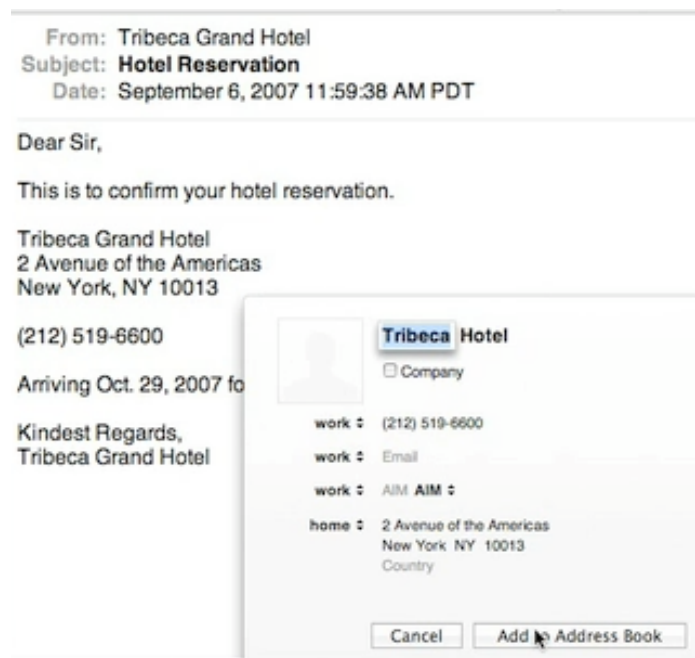 From: Tribeca Grand Hotel
Subject: Hotel Reservation
Date: September 6, 2007 11:59:38 AM PDT
Dear Sir,
This is to confirm your hotel reservation.
Tribeca Grand Hotel
2 Avenue of the Americas
New York, NY 10013
(212) 519-6600
Arriving Oct. 29, 2007 fo
Kindest Regards,
Tribeca Grand Hotel
Tribeca Hotel
Company
work (212) 519-6600
work Email
work AIM AIM
home 2 Avenue of the Americas
New York NY 10013
Country
Cancel Add to Address Book